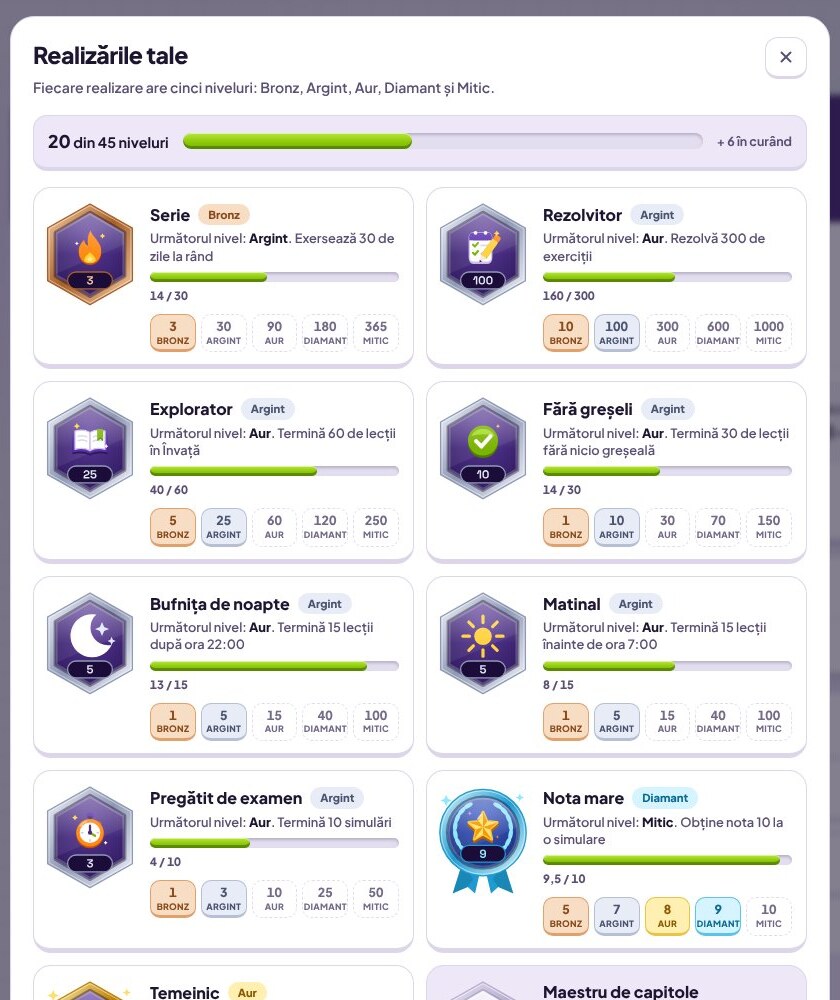 Realizările tale
Fiecare realizare are cinci niveluri: Bronz, Argint, Aur, Diamant și Mitic.
20 din 45 niveluri
+ 6 în curând
Serie Bronz
Următorul nivel: Argint. Exersează 30 de
zile la rând
3
14 / 30
3 30 90 180 365
BRONZ ARGINT AUR DIAMANT MITIC
Rezolvitor Argint
Următorul nivel: Aur. Rezolvă 300 de
exerciții
100
160 / 300
10 100 300 600 1000
BRONZ ARGINT AUR DIAMANT MITIC
Explorator Argint
Următorul nivel: Aur. Termină 60 de lecții
în Învață
25
40 / 60
5 25 60 120 250
BRONZ ARGINT AUR DIAMANT MITIC
Fără greșeli Argint
Următorul nivel: Aur. Termină 30 de lecții
fără nicio greșeală
10
14 / 30
1 10 30 70 150
BRONZ ARGINT AUR DIAMANT MITIC
Bufnița de noapte Argint
Următorul nivel: Aur. Termină 15 lecții
după ora 22:00
5
13 / 15
1 5 15 40 100
BRONZ ARGINT AUR DIAMANT MITIC
Matinal Argint
Următorul nivel: Aur. Termină 15 lecții
înainte de ora 7:00
5
8 / 15
1 5 15 40 100
BRONZ ARGINT AUR DIAMANT MITIC
Pregătit de examen Argint
Următorul nivel: Aur. Termină 10 simulări
3
4 / 10
1 3 10 25 50
BRONZ ARGINT AUR DIAMANT MITIC
Nota mare Diamant
Următorul nivel: Mitic. Obține nota 10 la
o simulare
9
9,5 / 10
5 7 8 9 10
BRONZ ARGINT AUR DIAMANT MITIC
Temeinic Aur
Maestru de capitole